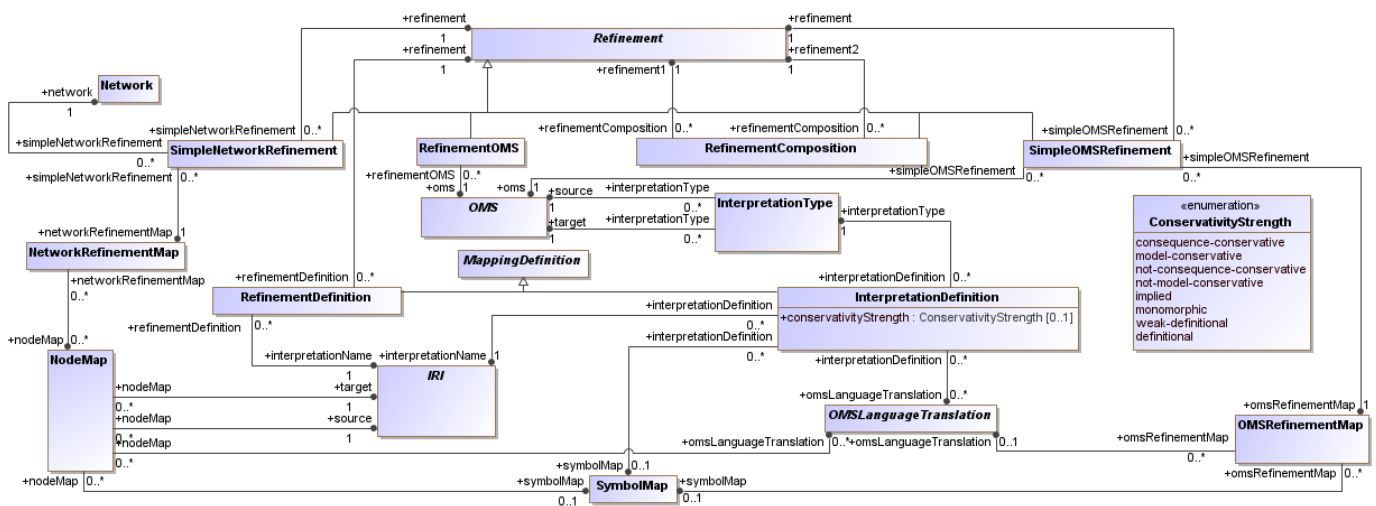 +refinement
1
+refinement
1
Refinement
+refinement
1
+refinement2
1
+refinement1
1
Network
+network
1
+simpleNetworkRefinement
0..*
+simpleNetworkRefinement
0..*
SimpleNetworkRefinement
+simpleNetworkRefinement
0..*
RefinementOMS
+refinementOMS
0..*
+refinementComposition
0..*
+refinementComposition
0..*
RefinementComposition
+simpleOMSRefinement
0..*
SimpleOMSRefinement
+simpleOMSRefinement
0..*
+simpleOMSRefinement
0..*
+oms
1
+oms
1
OMS
+source
1
+interpretationType
0..*
+target
1
+interpretationType
0..*
InterpretationType
+interpretationType
1
«enumeration»
ConservativityStrength
consequence-conservative
model-conservative
not-consequence-conservative
not-model-conservative
implied
monomorphic
weak-definitional
definitional
+networkRefinementMap
1
NetworkRefinementMap
+networkRefinementMap
0..*
MappingDefinition
+refinementDefinition
0..*
RefinementDefinition
+refinementDefinition
0..*
+interpretationDefinition
0..*
InterpretationDefinition
+conservativityStrength : ConservativityStrength [0..1]
+interpretationDefinition
0..*
+interpretationDefinition
0..*
+interpretationDefinition
0..*
+nodeMap
0..*
NodeMap
+interpretationName
1
+interpretationName
1
IRI
+nodeMap
0..*
+target
1
+nodeMap
0..*
+source
1
+nodeMap
0..*
+omsLanguageTranslation
0..*
OMSLanguageTranslation
+omsLanguageTranslation
0..*
+omsLanguageTranslation
0..1
+omsRefinementMap
1
OMSRefinementMap
+omsRefinementMap
0..*
+omsRefinementMap
0..*
+nodeMap
0..*
+symbolMap
0..1
+symbolMap
0..1
SymbolMap
+symbolMap
0..1